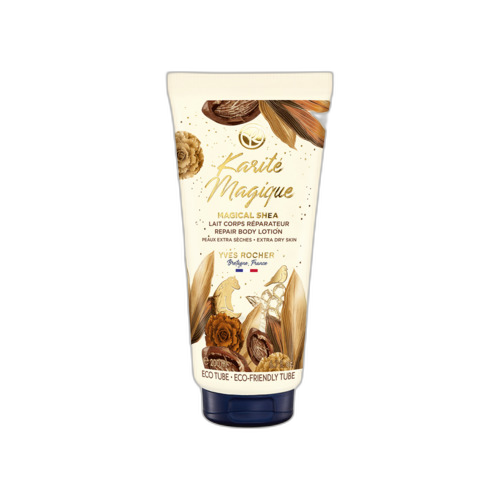 Karité
Magique
MAGICAL SHEA
LAIT CORPS RÉPARATEUR
REPAIR BODY LOTION
PEAUX EXTRA SÈCHES • EXTRA DRY SKIN
YVES ROCHER
Bretagne, France
ECO TUBE • ECO-FRIENDLY TUBE